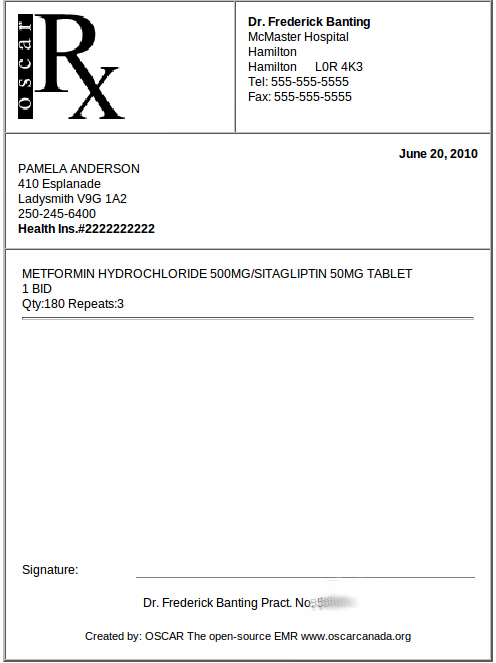 oscar
Rx
Dr. Frederick Banting
McMaster Hospital
Hamilton
Hamilton L0R 4K3
Tel: 555-555-5555
Fax: 555-555-5555
June 20, 2010
PAMELA ANDERSON
410 Esplanade
Ladysmith V9G 1A2
250-245-6400
Health Ins.#2222222222
METFORMIN HYDROCHLORIDE 500MG/SITAGLIPTIN 50MG TABLET
1 BID
Qty:180 Repeats:3
Signature:
Dr. Frederick Banting Pract. No.
Created by: OSCAR The open-source EMR www.oscarcanada.org